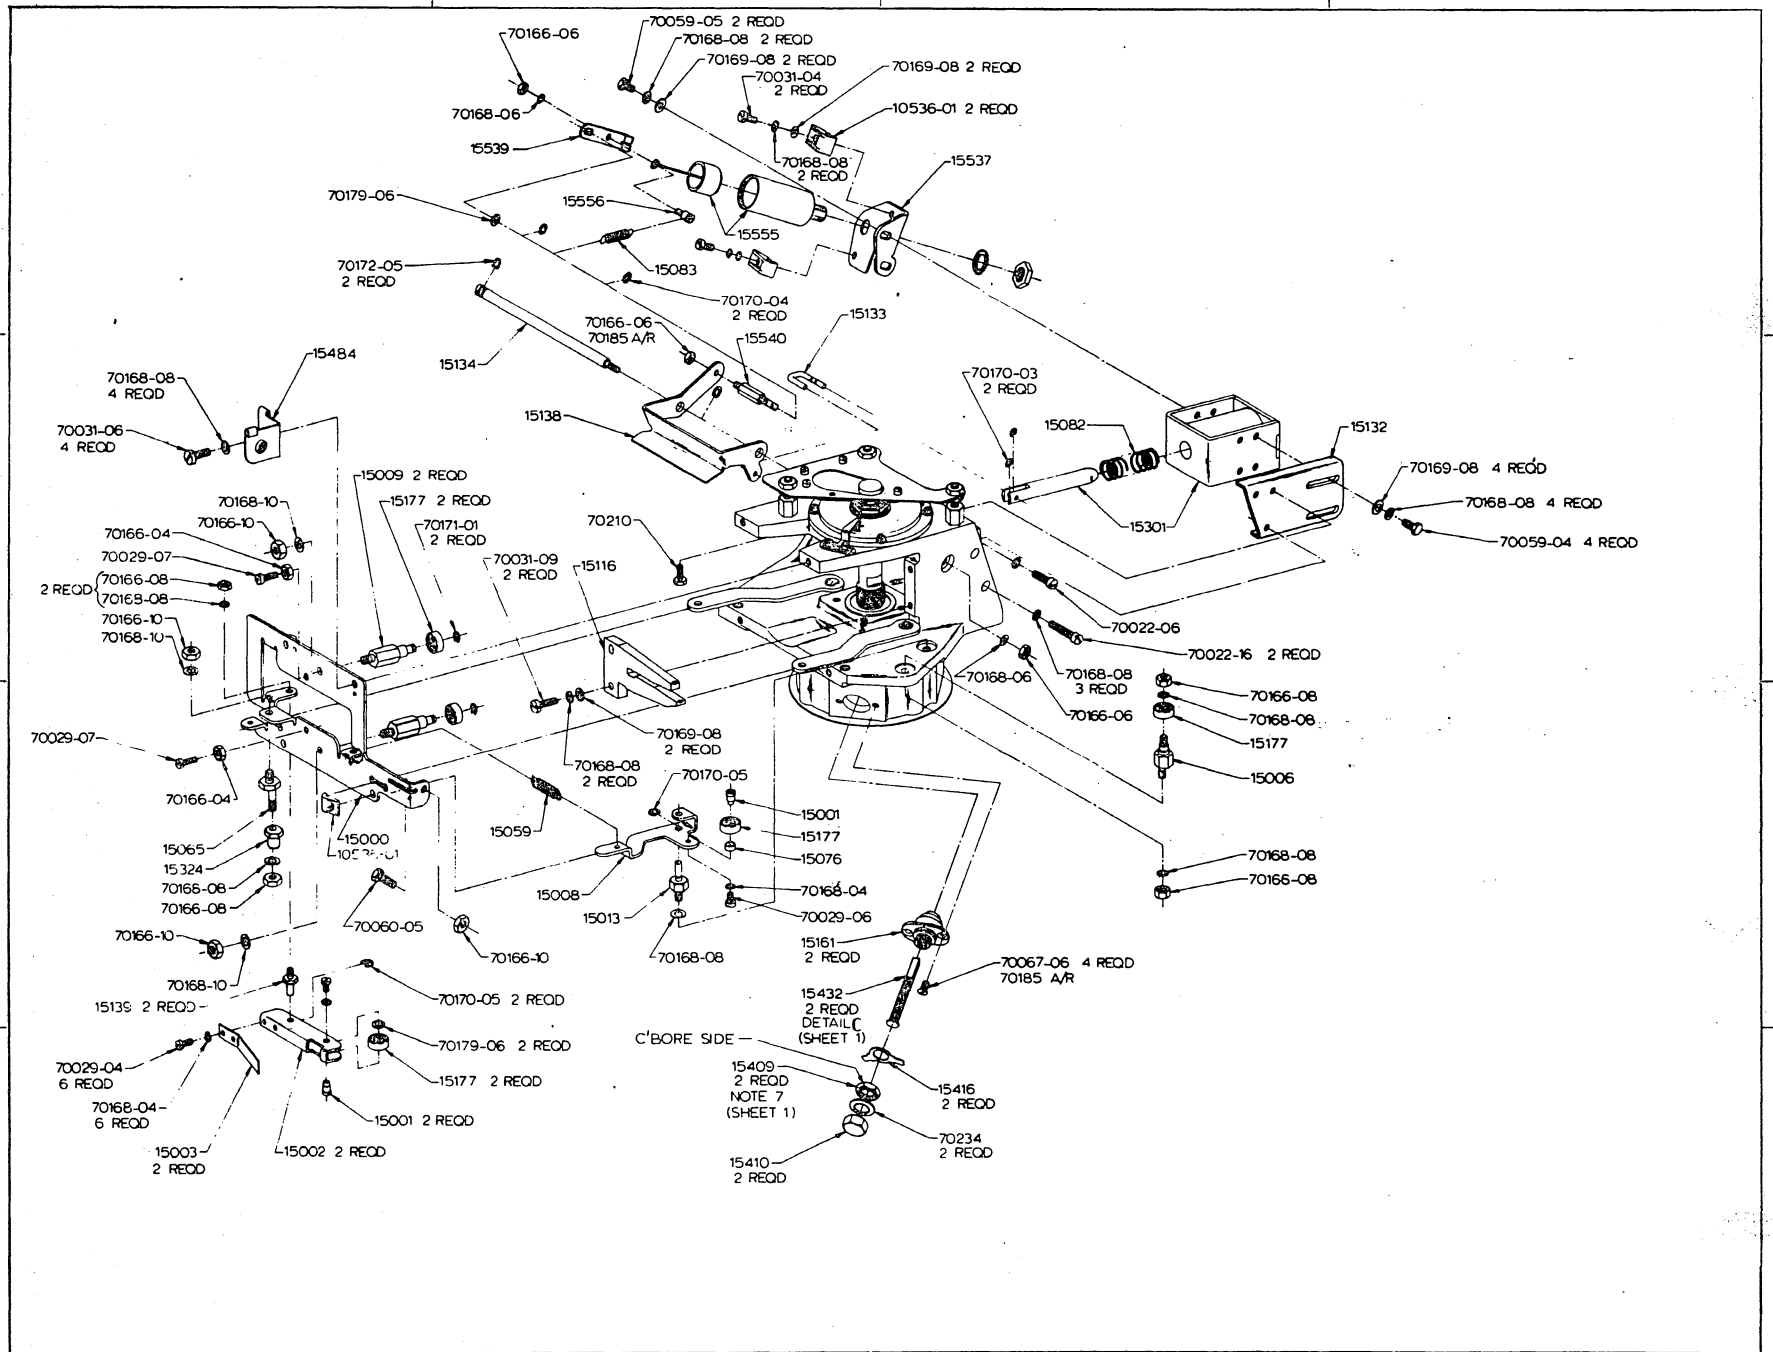 70059-05 2 REQD
70166-06
70168-08 2 REQD
70169-08 2 REQD
70169-08 2 REQD
70031-04
2 REQD
10536-01 2 REQD
70168-06
15539
70168-08
2 REQD
15537
70179-06
15556
15555
70172-05
2 REQD
15083
70170-04
2 REQD
15133
70166-06
70185 A/R
15540
15484
15134
70168-08
4 REQD
70170-03
2 REQD
15138
15082
15132
70031-06
4 REQD
70169-08 4 REQD
15009 2 REQD
15177 2 REQD
70168-08 4 REQD
70168-10
70166-10
70171-01
2 REQD
70210
15301
70166-04
70059-04 4 REQD
70029-07
70031-09
2 REQD
15116
2 REQD
70166-08
70168-08
70166-10
70168-10
70022-06
70022-16 2 REQD
70168-06
70168-08
3 REQD
70166-08
70168-08
70166-06
70029-07
70169-08
2 REQD
15177
70168-08
2 REQD
70170-05
15006
70166-04
15001
15059
15177
15000
15065
15076
15324
70168-08
70168-08
15008
70168-04
70166-08
70166-08
15013
70029-06
70060-05
70166-10
15161
2 REQD
70166-10
70168-08
70067-06 4 REQD
70185 A/R
70168-10
15139 2 REQD
70170-05 2 REQD
15432
2 REQD
DETAIL C
(SHEET 1)
C'BORE SIDE
70179-06 2 REQD
70029-04
6 REQD
15409
2 REQD
NOTE 7
(SHEET 1)
15177 2 REQD
15416
2 REQD
70168-04
6 REQD
15001 2 REQD
15003
2 REQD
15002 2 REQD
70234
2 REQD
15410
2 REQD